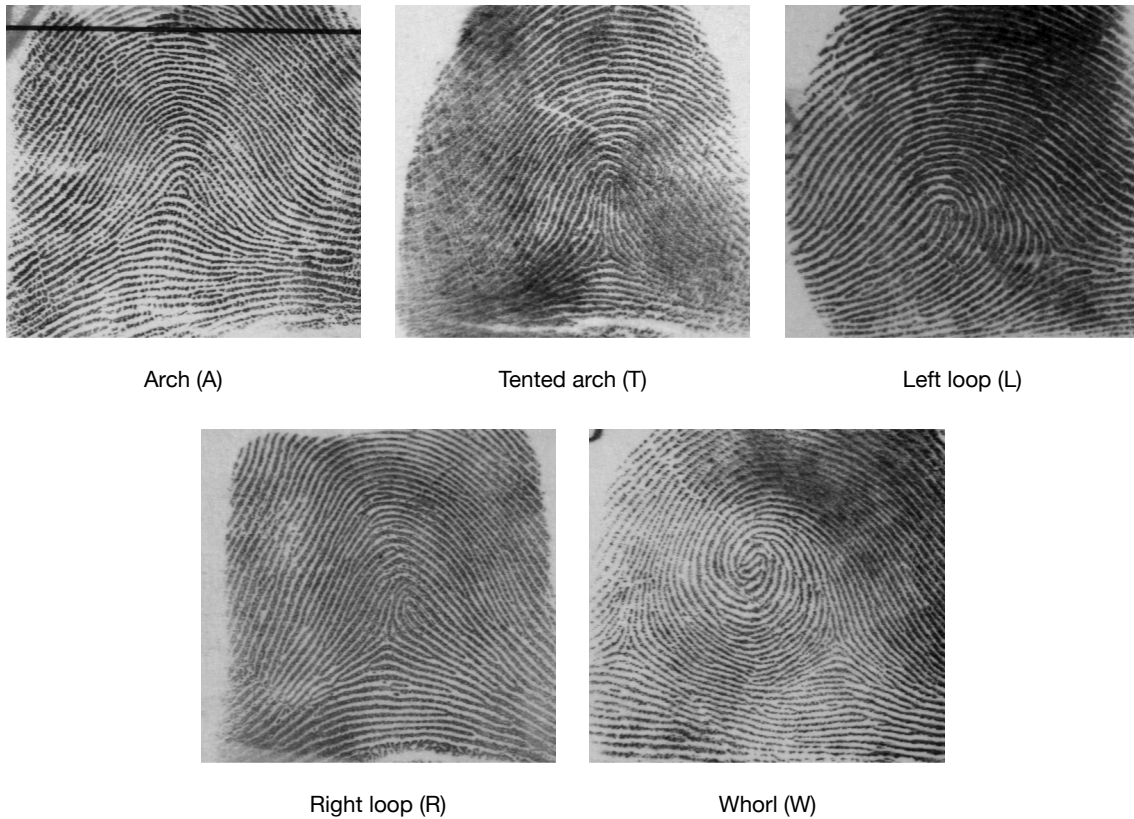 Arch (A)
Tented arch (T)
Left loop (L)
Right loop (R)
Whorl (W)